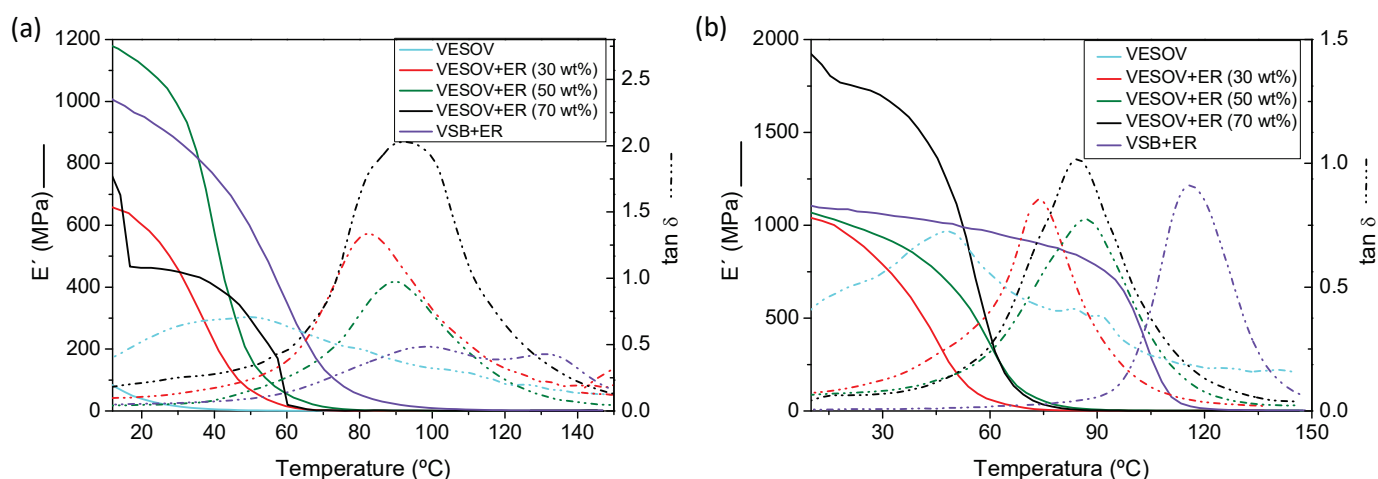 (a)
1200
1000
800
600
400
200
0
E´ (MPa)
20 40 60 80 100 120 140
Temperature (ºC)
2.5
2.0
1.5
1.0
0.5
0.0
tan δ
VESOV
VESOV+ER (30 wt%)
VESOV+ER (50 wt%)
VESOV+ER (70 wt%)
VSB+ER
(b)
2000
1500
1000
500
0
E´ (MPa)
30 60 90 120 150
Temperatura (ºC)
1.5
1.0
0.5
0.0
tan δ
VESOV
VESOV+ER (30 wt%)
VESOV+ER (50 wt%)
VESOV+ER (70 wt%)
VSB+ER